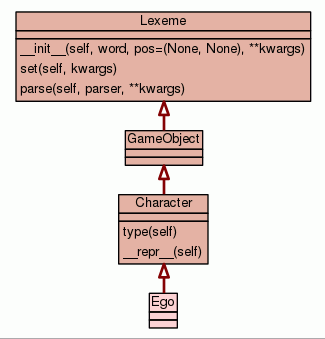 Lexeme
__init__(self, word, pos=(None, None), **kwargs)
set(self, kwargs)
parse(self, parser, **kwargs)
GameObject
Character
type(self)
__repr__(self)
Ego